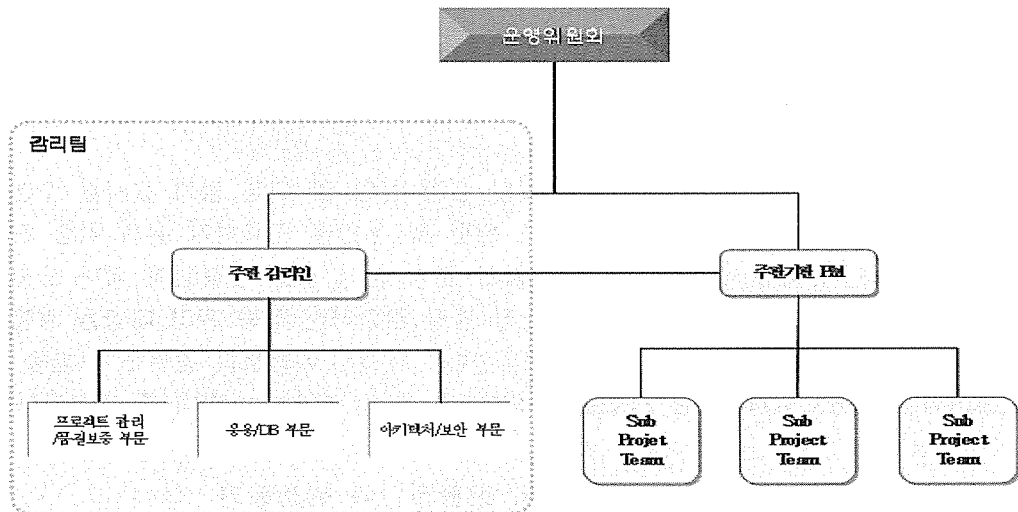 운영위원회
감리팀
주관 감리인
주관기관 PM
프로젝트 관리
/품질보증 부문
응용/DB 부문
아키텍처/보안 부문
Sub
Projet
Team
Sub
Project
Team
Sub
Project
Team